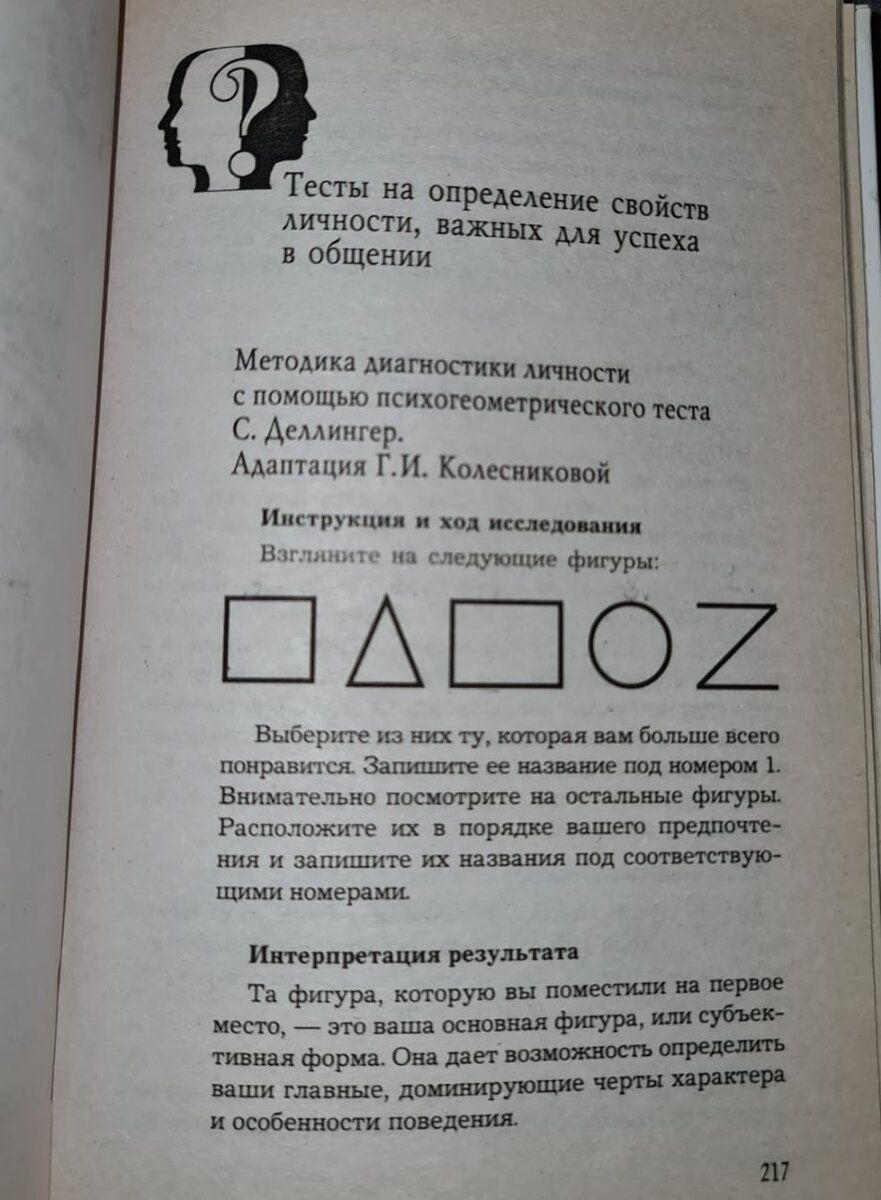 ?
Тесты на определение свойств
личности, важных для успеха
в общении
Методика диагностики личности
с помощью психогеометрического теста
С. Деллингер.
Адаптация Г.И. Колесниковой
Инструкция и ход исследования
Взгляните на следующие фигуры:
Выберите из них ту, которая вам больше всего
понравится. Запишите ее название под номером 1.
Внимательно посмотрите на остальные фигуры.
Расположите их в порядке вашего предпочте-
ния и запишите их названия под соответствую-
щими номерами.
Интерпретация результата
Та фигура, которую вы поместили на первое
место, — это ваша основная фигура, или субъек-
тивная форма. Она дает возможность определить
ваши главные, доминирующие черты характера
и особенности поведения.
217